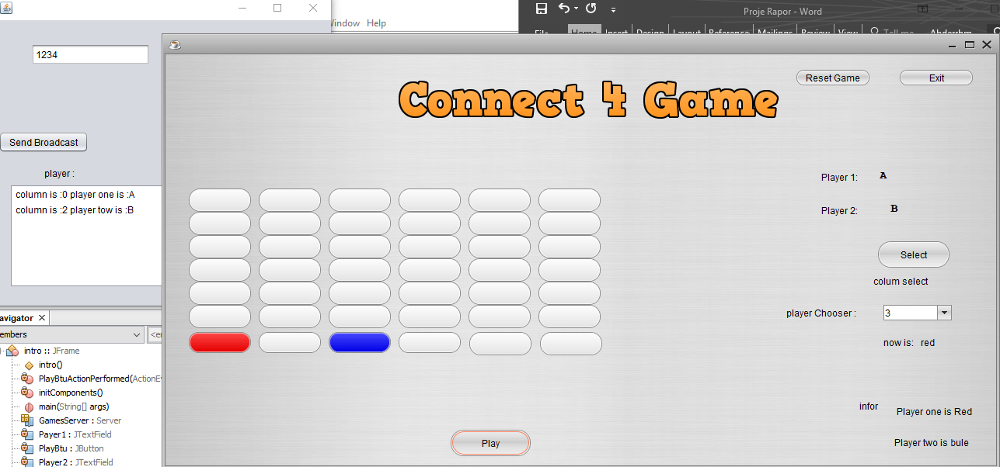 Window Help
Proje Rapor - Word
Home Insert Design Layout Reference Mailings Review View Tell me Abderrhm
1234
Send Broadcast
player :
column is :0 player one is :A
column is :2 player tow is :B
avigator
embers
<e
intro :: JFrame
intro()
PlayBtuActionPerformed(ActionEv
initComponents()
main(String[] args)
GamesServer : Server
Payer1 : JTextField
PlayBtu : JButton
Player2 : JTextField
Connect 4 Game
Reset Game
Exit
Player 1: A
Player 2: B
Select
colum select
player Chooser : 3
now is: red
infor
Player one is Red
Player two is bule
Play